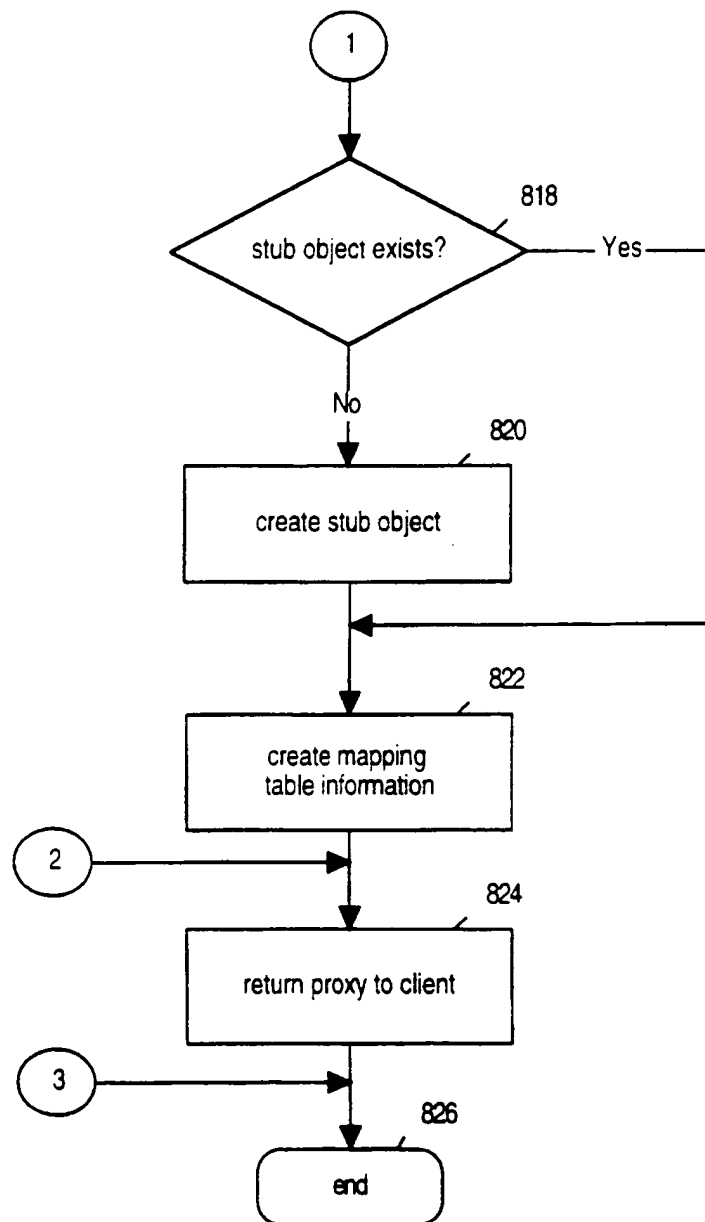 1
818
stub object exists?
Yes
No
820
create stub object
822
create mapping
table information
2
824
return proxy to client
3
826
end